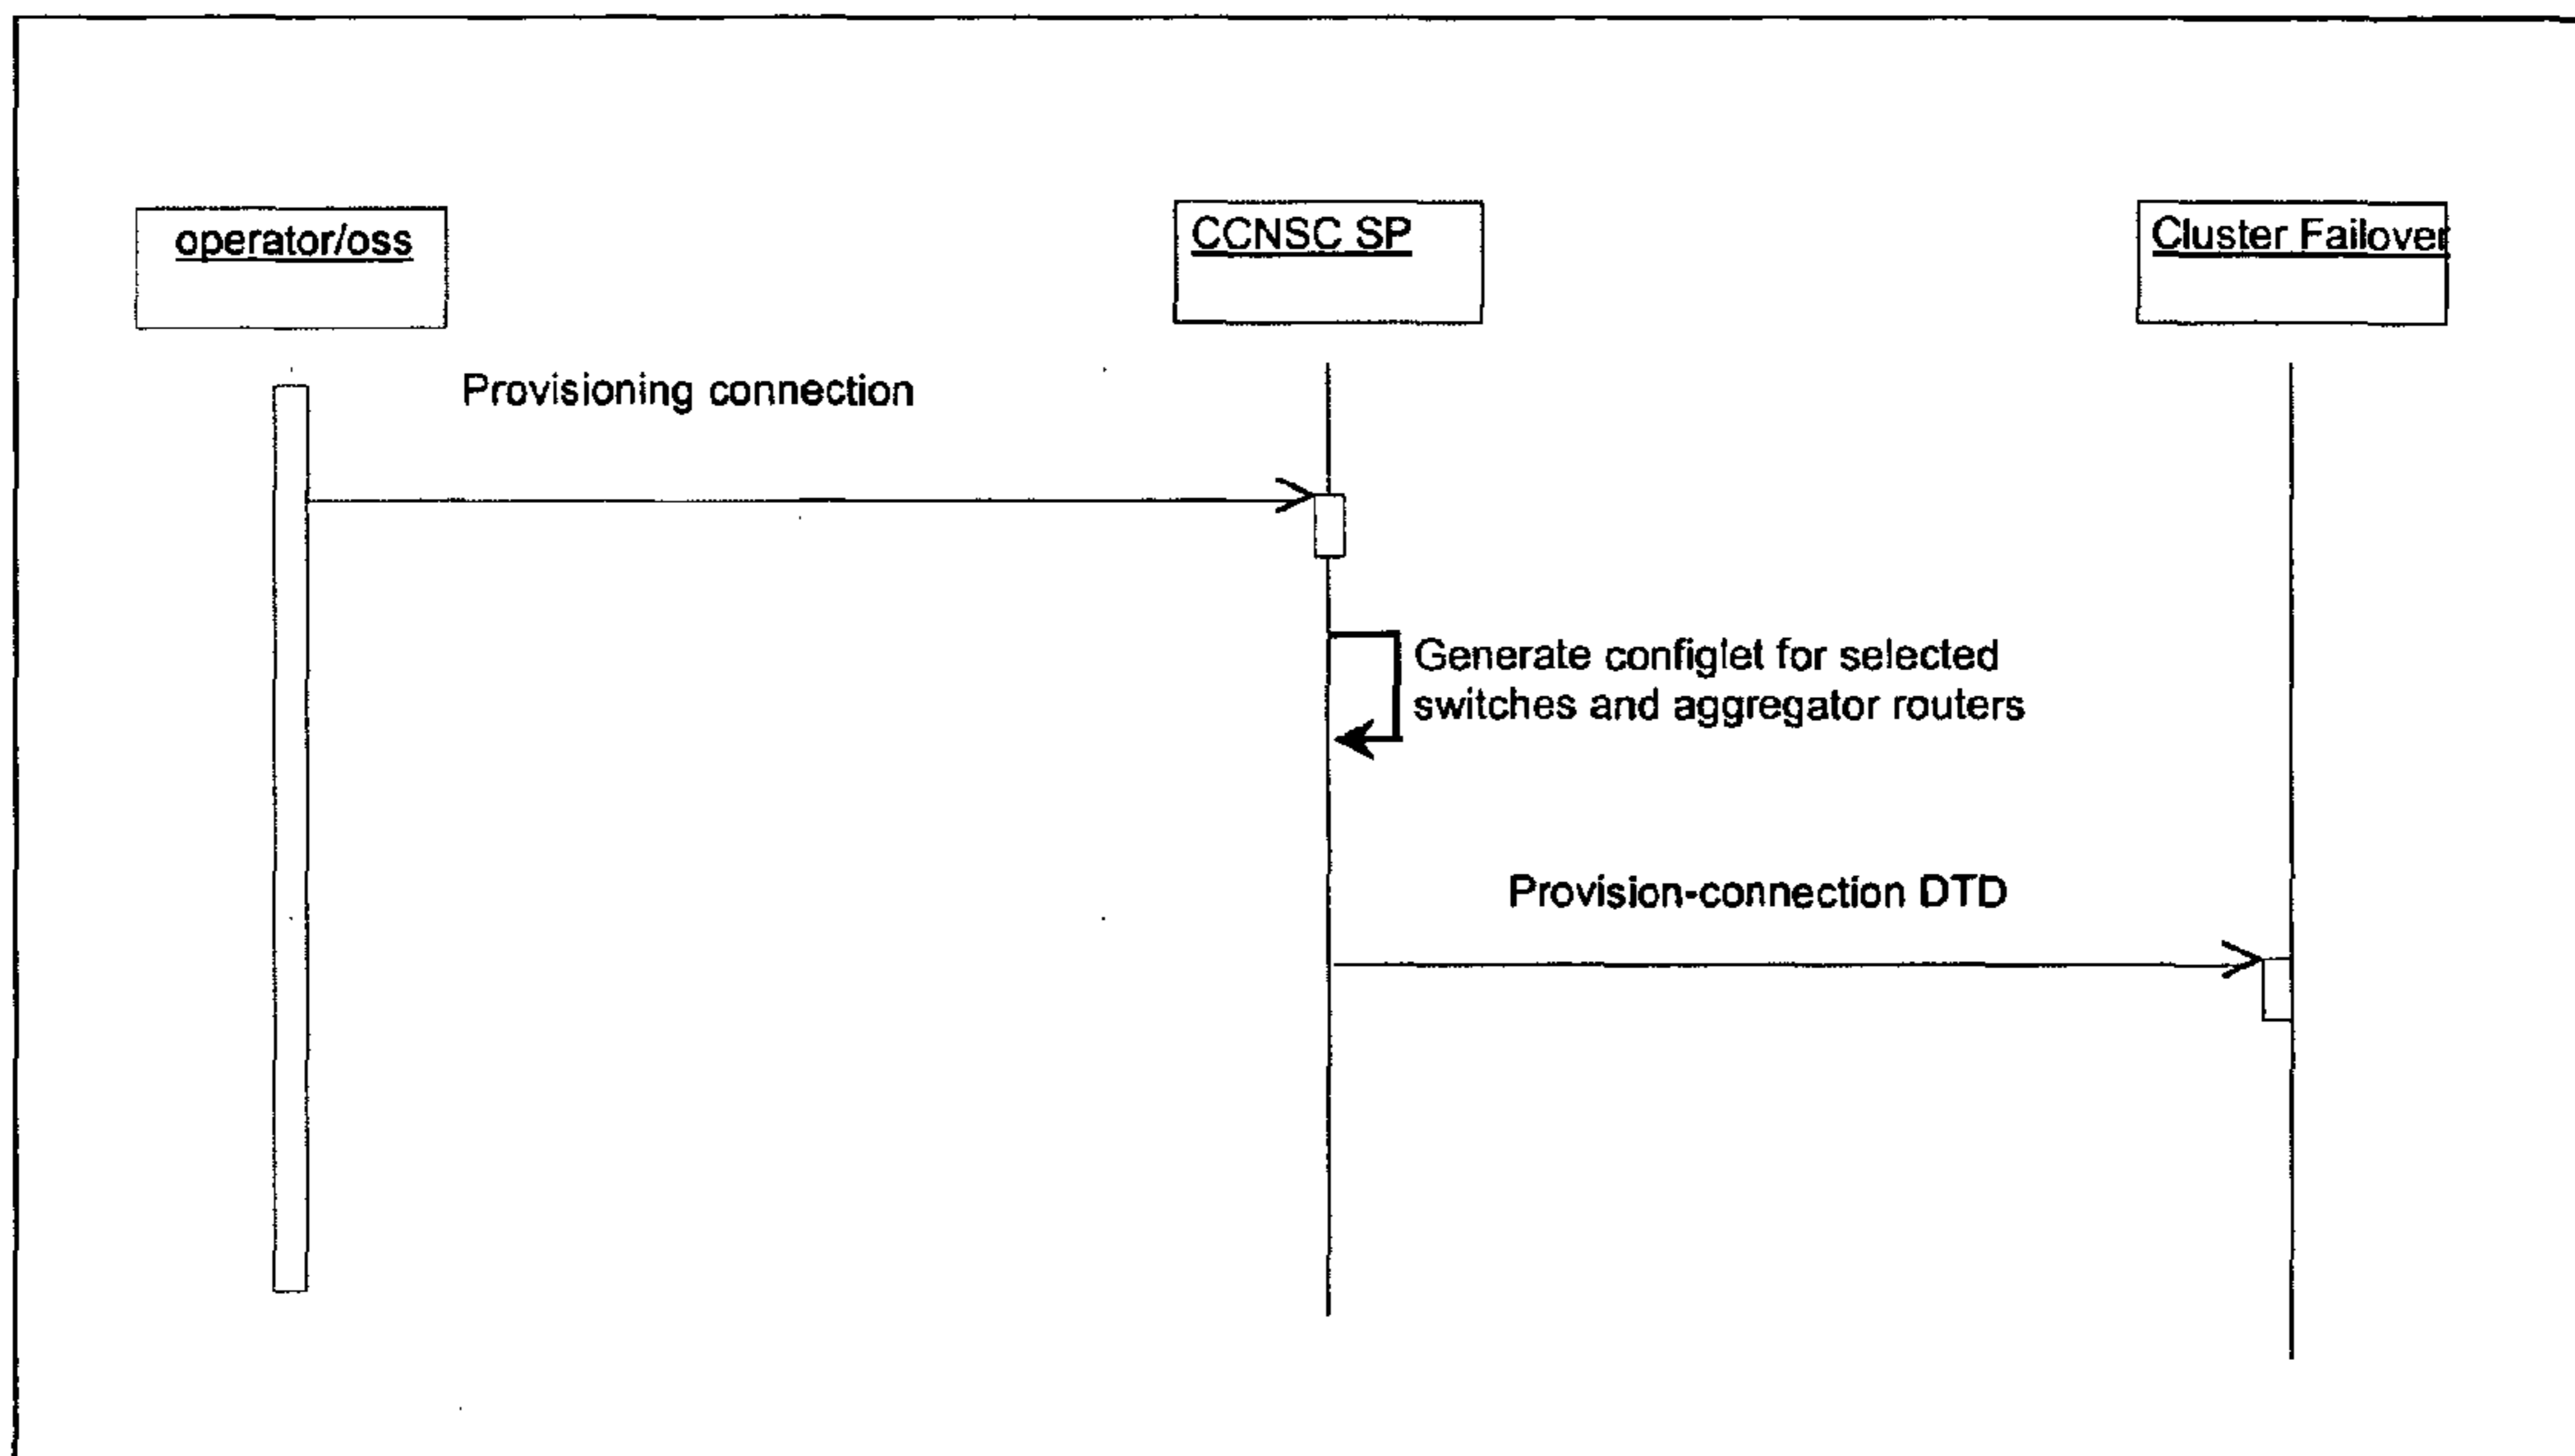 operator/oss
CCNSC SP
Cluster Failover
Provisioning connection
Generate configlet for selected
switches and aggregator routers
Provision-connection DTD